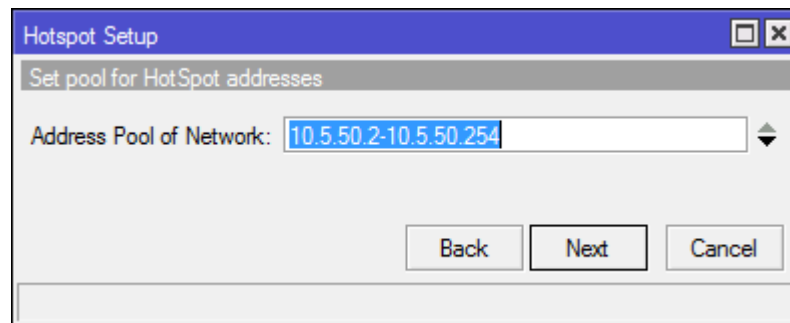 Hotspot Setup
Set pool for HotSpot addresses
Address Pool of Network: 10.5.50.2-10.5.50.254
Back Next Cancel